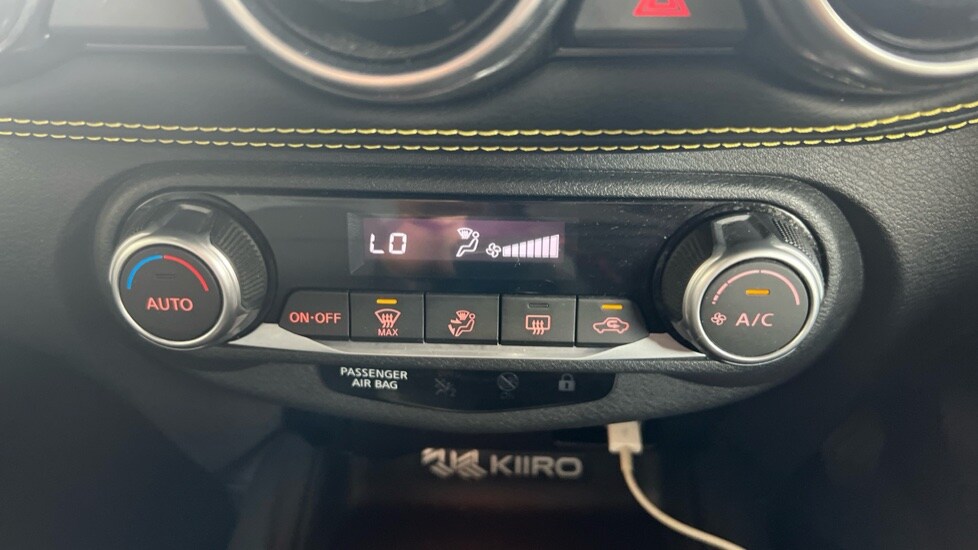 LO
AUTO
ON·OFF
MAX
A/C
PASSENGER
AIR BAG
KIIRO